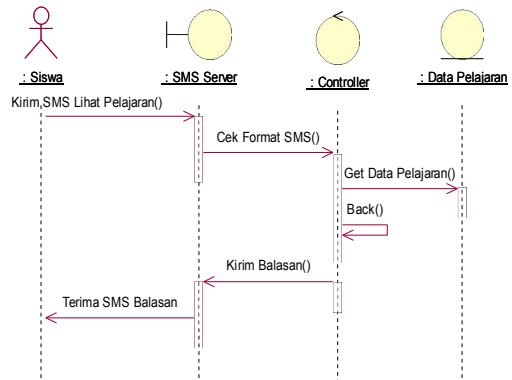 : Siswa
: SMS Server
: Controller
: Data Pelajaran
Kirim,SMS Lihat Pelajaran()
Cek Format SMS()
Get Data Pelajaran()
Back()
Kirim Balasan()
Terima SMS Balasan